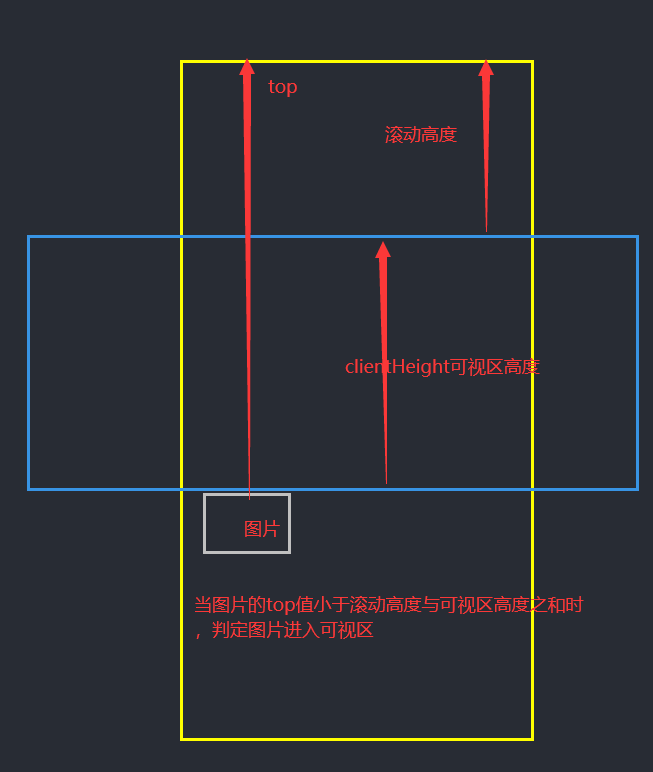 top
滚动高度
clientHeight可视区高度
图片
当图片的top值小于滚动高度与可视区高度之和时
，判定图片进入可视区